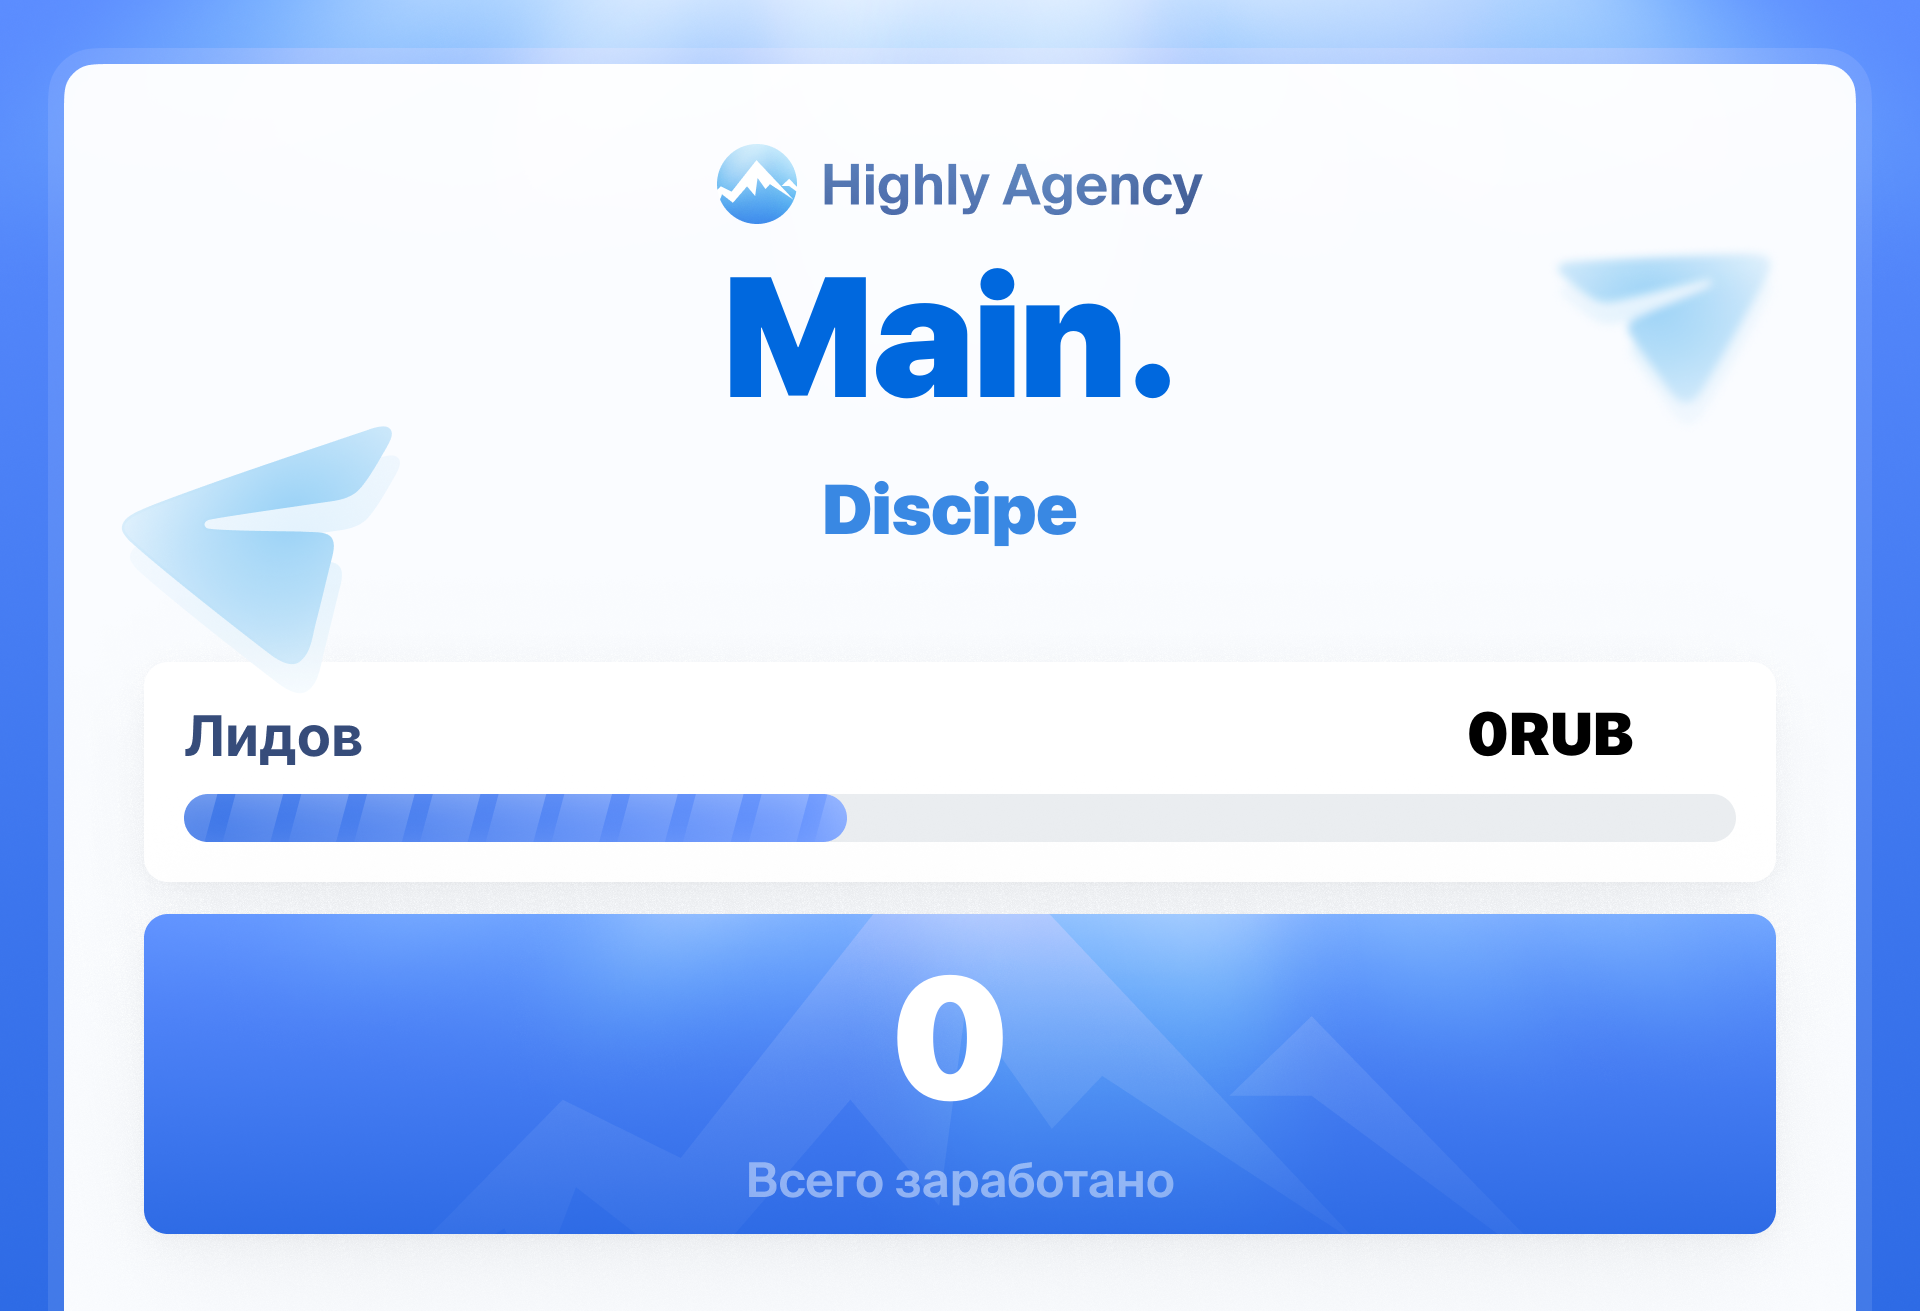 Highly Agency
Main.
Discipe
Лидов
0RUB
0
Всего заработано